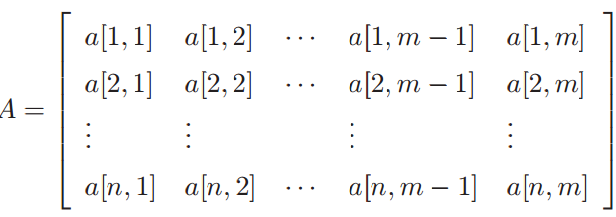 a[1, 1] a[1, 2] ⋯ a[1, m − 1] a[1, m]
a[2, 1] a[2, 2] ⋯ a[2, m − 1] a[2, m]
A =
⋮ ⋮ ⋮ ⋮
a[n, 1] a[n, 2] ⋯ a[n, m − 1] a[n, m]